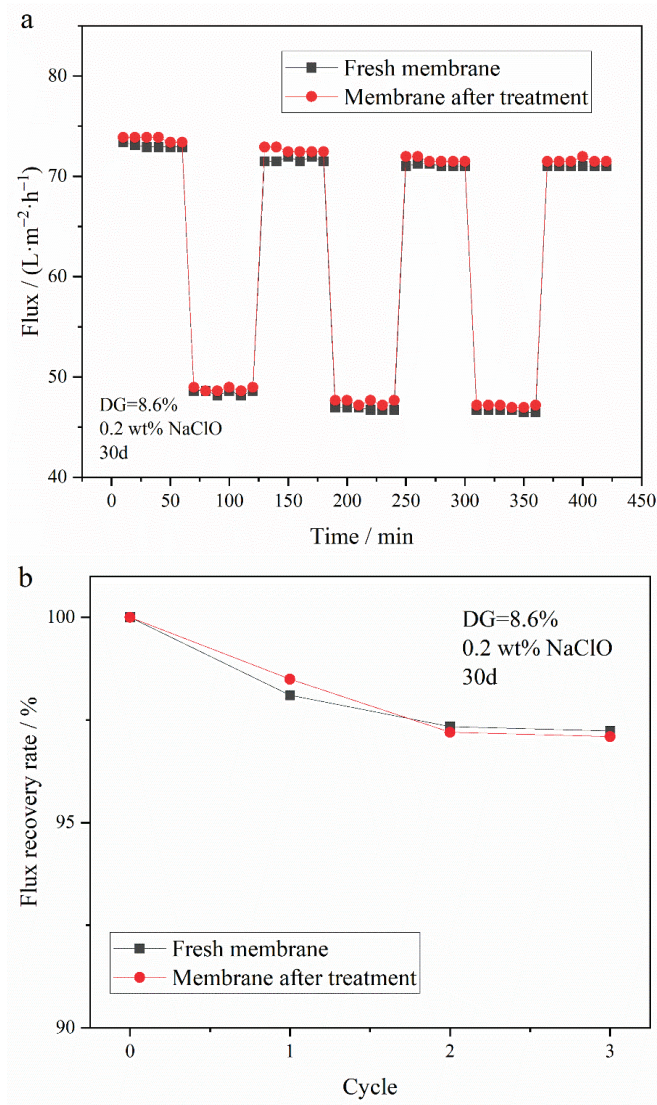 a
Flux / (L·m⁻²·h⁻¹)
80
70
60
50
40
Fresh membrane
Membrane after treatment
DG=8.6%
0.2 wt% NaClO
30d
0 50 100 150 200 250 300 350 400 450
Time / min
b
Flux recovery rate / %
100
95
90
DG=8.6%
0.2 wt% NaClO
30d
Fresh membrane
Membrane after treatment
0 1 2 3
Cycle